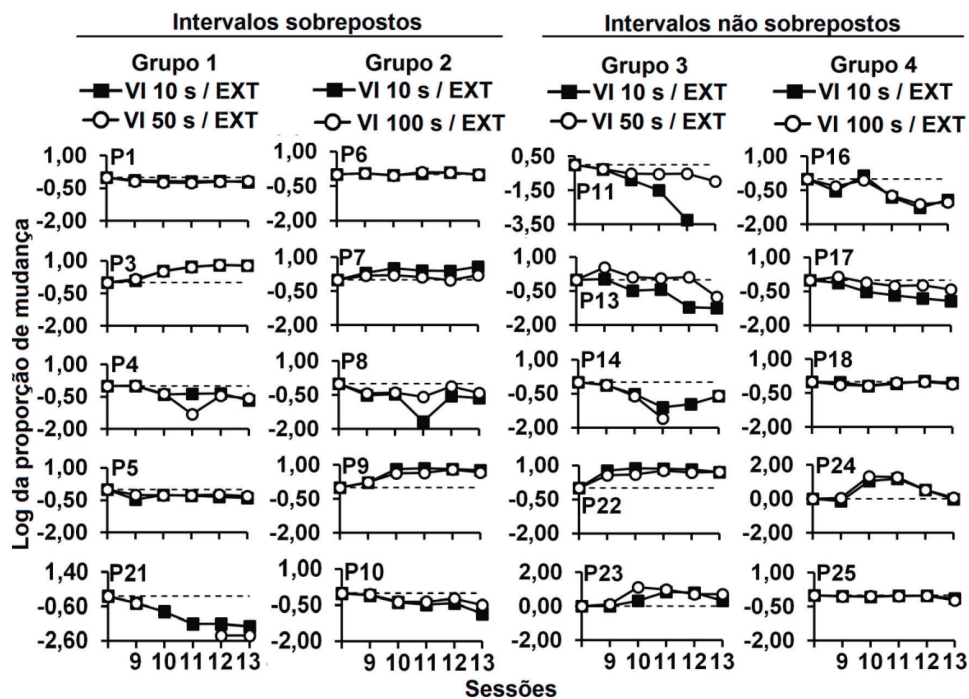 Intervalos sobrepostos
Intervalos não sobrepostos
Grupo 1
VI 10 s / EXT
VI 50 s / EXT
Grupo 2
VI 10 s / EXT
VI 100 s / EXT
Grupo 3
VI 10 s / EXT
VI 50 s / EXT
Grupo 4
VI 10 s / EXT
VI 100 s / EXT
Log da proporção de mudança
1,00
-0,50
-2,00
P1
1,00
-0,50
-2,00
P6
0,50
-1,50
-3,50
P11
1,00
-0,50
-2,00
P16
1,00
-0,50
-2,00
P3
1,00
-0,50
-2,00
P7
1,00
-0,50
-2,00
P13
1,00
-0,50
-2,00
P17
1,00
-0,50
-2,00
P4
1,00
-0,50
-2,00
P8
1,00
-0,50
-2,00
P14
1,00
-0,50
-2,00
P18
1,00
-0,50
-2,00
P5
1,00
-0,50
-2,00
P9
1,00
-0,50
-2,00
P22
2,00
0,00
-2,00
P24
1,40
-0,60
-2,60
P21
9 10 11 12 13
1,00
-0,50
-2,00
P10
9 10 11 12 13
2,00
0,00
-2,00
P23
9 10 11 12 13
1,00
-0,50
-2,00
P25
9 10 11 12 13
Sessões